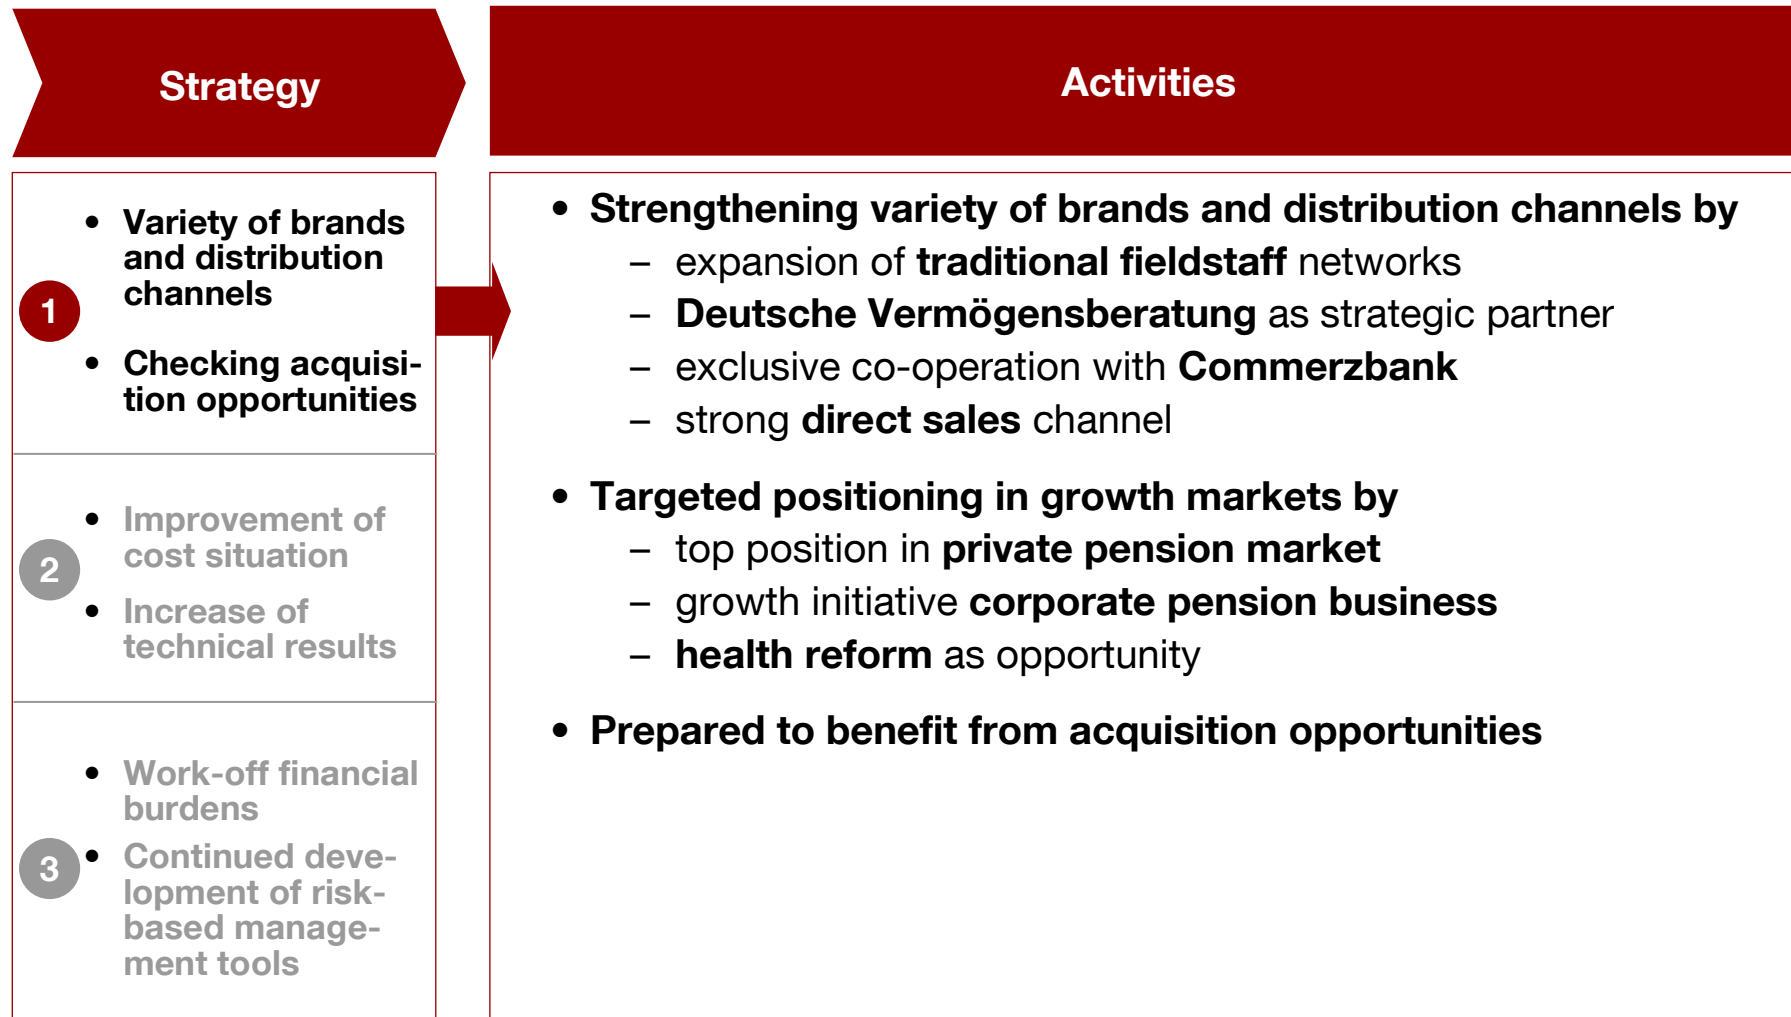 Strategy
Activities
1
• Variety of brands
and distribution
channels
• Checking acquisi-
tion opportunities
2
• Improvement of
cost situation
• Increase of
technical results
3
• Work-off financial
burdens
• Continued deve-
lopment of risk-
based manage-
ment tools
• Strengthening variety of brands and distribution channels by
– expansion of traditional fieldstaff networks
– Deutsche Vermögensberatung as strategic partner
– exclusive co-operation with Commerzbank
– strong direct sales channel
• Targeted positioning in growth markets by
– top position in private pension market
– growth initiative corporate pension business
– health reform as opportunity
• Prepared to benefit from acquisition opportunities